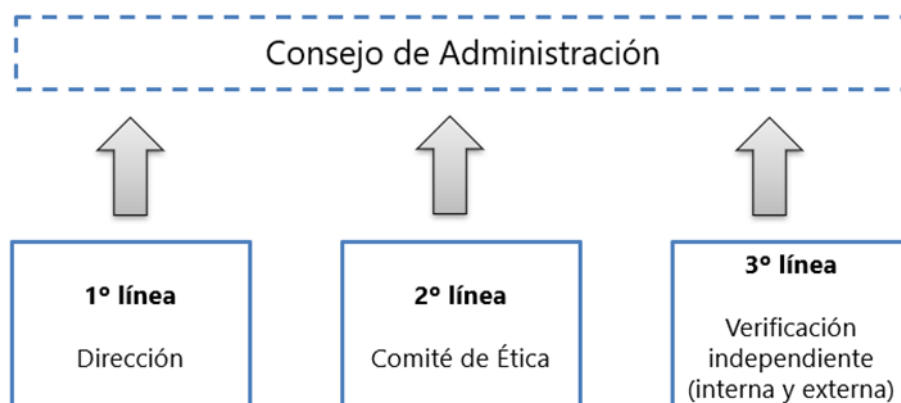 Consejo de Administración
1º línea
Dirección
2º línea
Comité de Ética
3º línea
Verificación
independiente
(interna y externa)